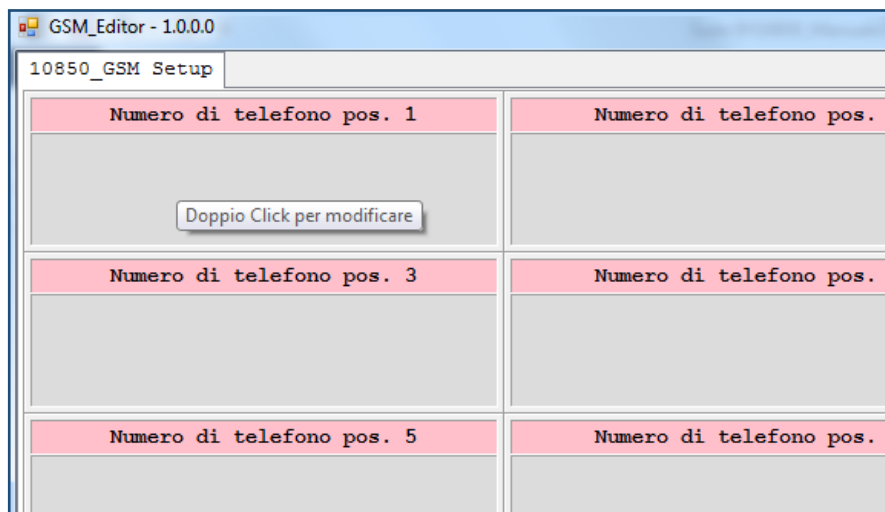 GSM_Editor - 1.0.0.0
10850_GSM Setup
Numero di telefono pos. 1
Numero di telefono pos.
Doppio Click per modificare
Numero di telefono pos. 3
Numero di telefono pos.
Numero di telefono pos. 5
Numero di telefono pos.